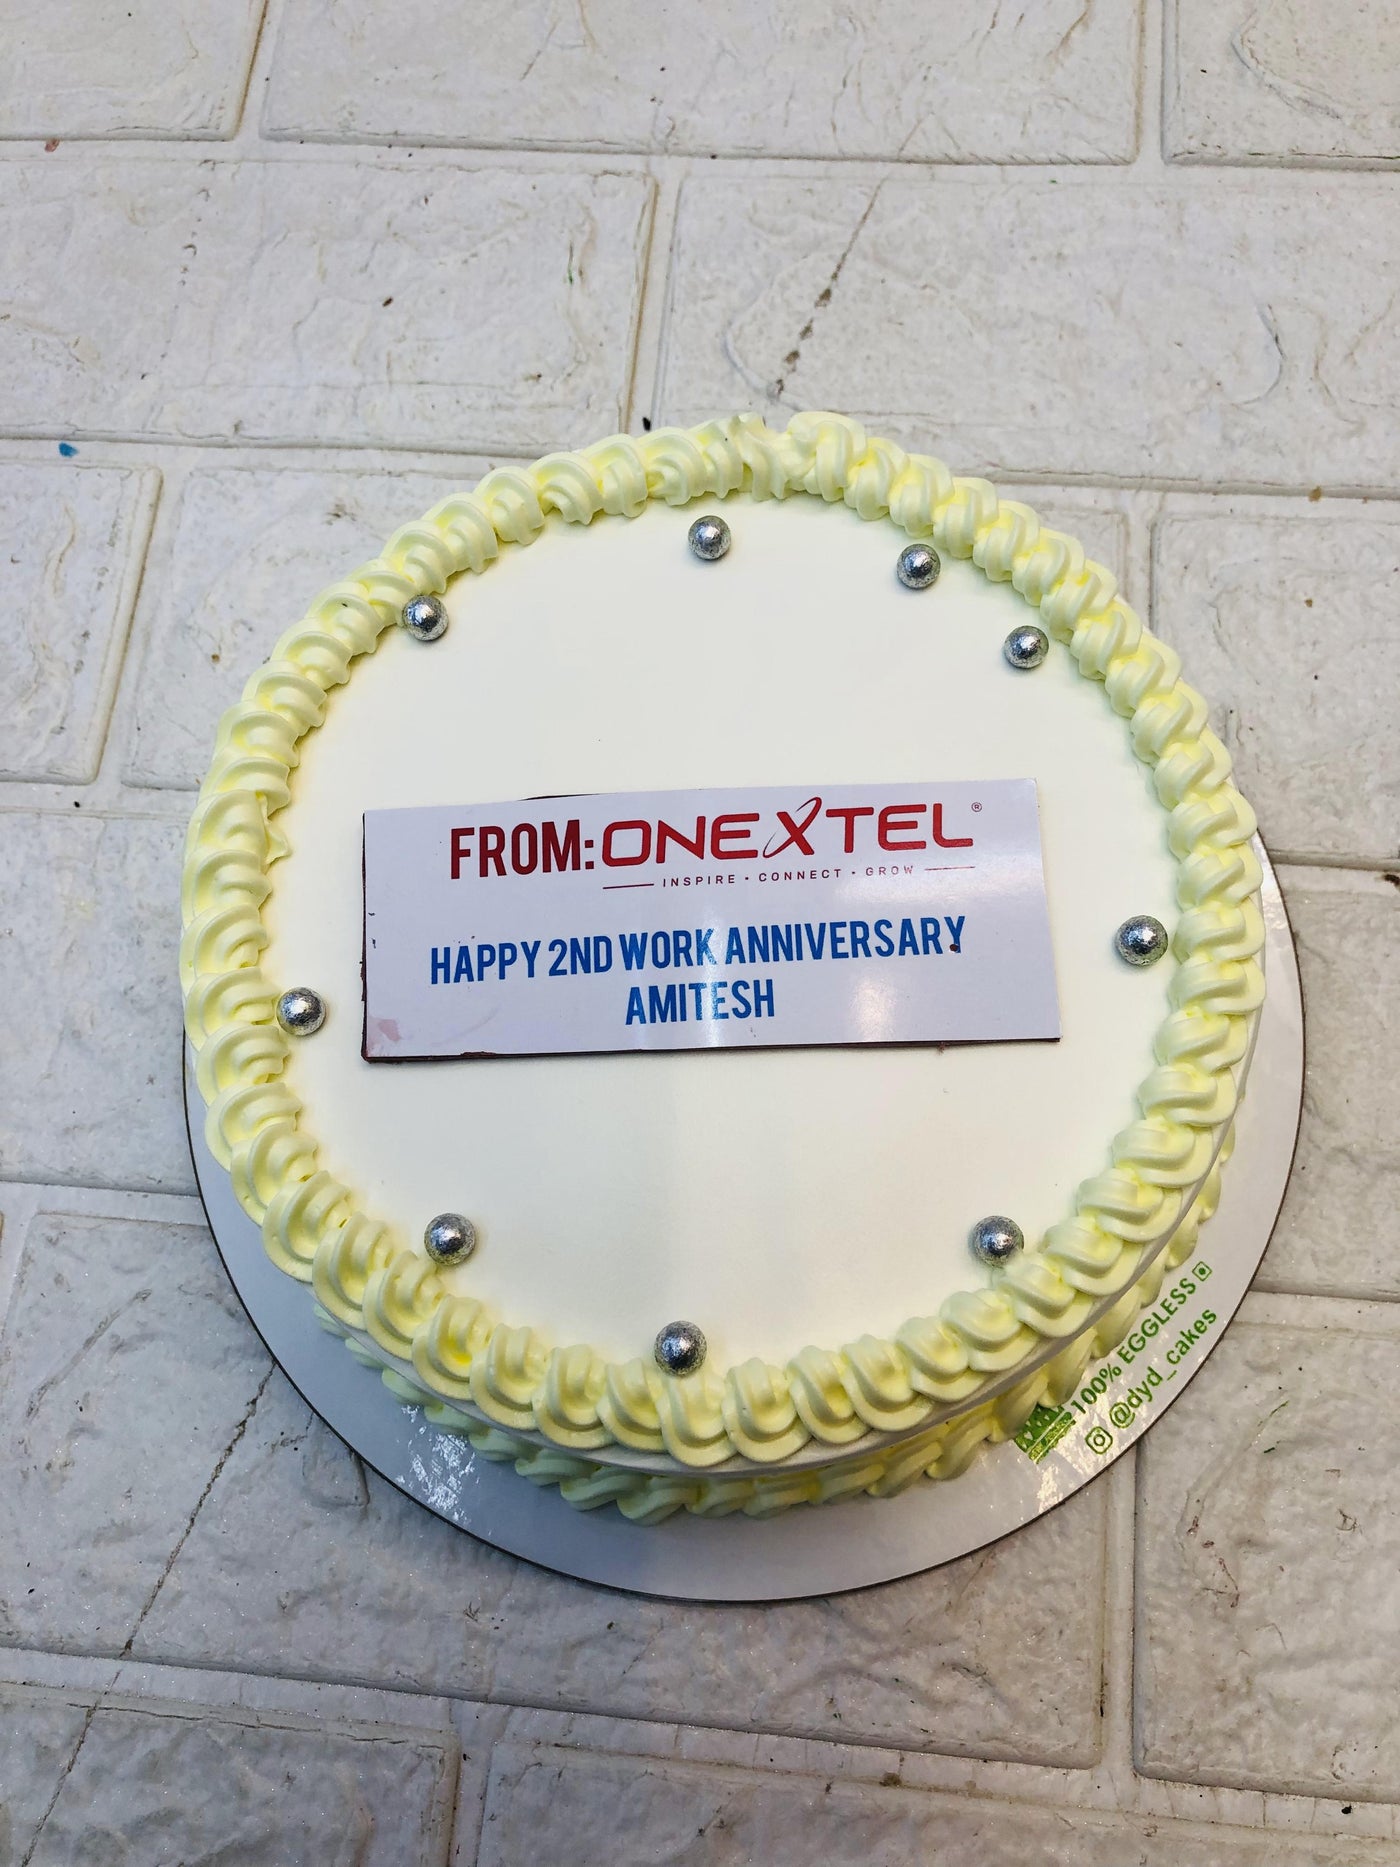 FROM: ONEXTEL®
INSPIRE • CONNECT • GROW
HAPPY 2ND WORK ANNIVERSARY
AMITESH
100% EGGLESS
@dyd_cakes